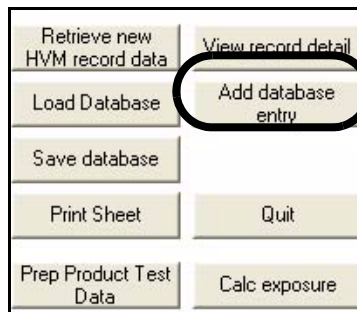 Retrieve new
HVM record data
View record detail
Load Database
Add database
entry
Save database
Print Sheet
Quit
Prep Product Test
Data
Calc exposure